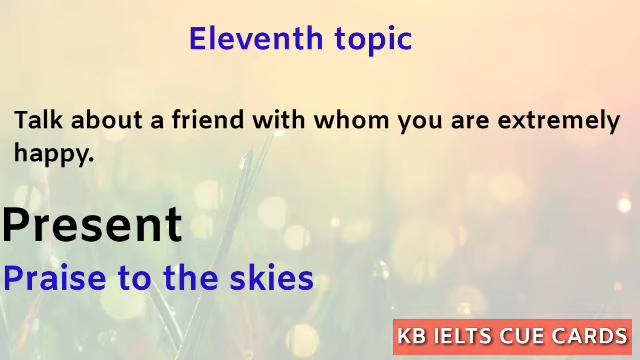 Eleventh topic
Talk about a friend with whom you are extremely
happy.
Present
Praise to the skies
KB IELTS CUE CARDS